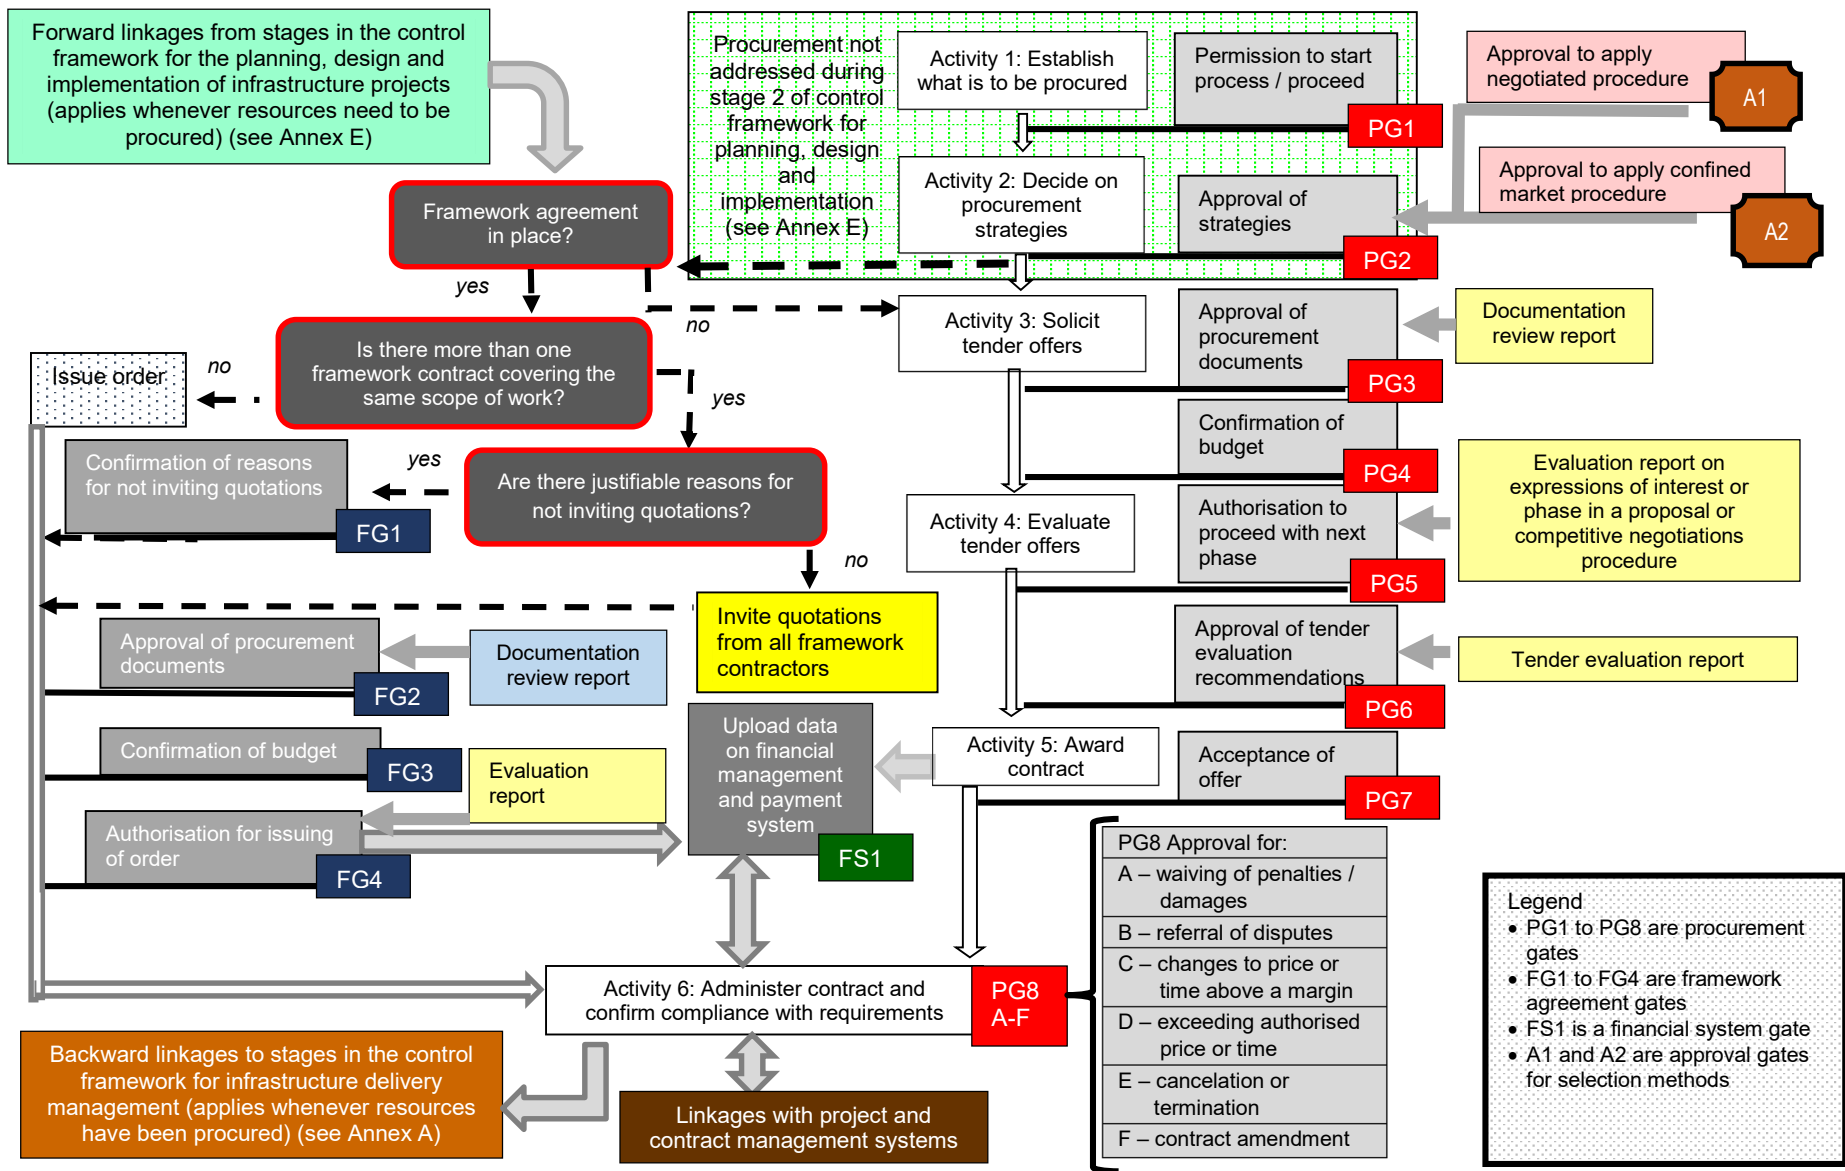 Forward linkages from stages in the control
framework for the planning, design and
implementation of infrastructure projects
(applies whenever resources need to be
procured) (see Annex E)
Procurement not
addressed during
stage 2 of control
framework for
planning, design
and
implementation
(see Annex E)
Activity 1: Establish
what is to be procured
Permission to start
process / proceed
PG1
Approval to apply
negotiated procedure
A1
Activity 2: Decide on
procurement
strategies
Approval of
strategies
PG2
Approval to apply confined
market procedure
A2
Framework agreement
in place?
yes
no
Activity 3: Solicit
tender offers
Approval of
procurement
documents
PG3
Documentation
review report
Is there more than one
framework contract covering the
same scope of work?
no
yes
Issue order
Confirmation of
budget
PG4
Confirmation of reasons
for not inviting quotations
FG1
yes
Are there justifiable reasons for
not inviting quotations?
no
Activity 4: Evaluate
tender offers
Authorisation to
proceed with next
phase
PG5
Evaluation report on
expressions of interest or
phase in a proposal or
competitive negotiations
procedure
Invite quotations
from all framework
contractors
Approval of procurement
documents
FG2
Documentation
review report
Approval of tender
evaluation
recommendations
PG6
Tender evaluation report
Confirmation of budget
FG3
Evaluation
report
Upload data
on financial
management
and payment
system
FS1
Activity 5: Award
contract
Acceptance of
offer
PG7
Authorisation for issuing
of order
FG4
PG8 Approval for:
A – waiving of penalties /
damages
B – referral of disputes
C – changes to price or
time above a margin
D – exceeding authorised
price or time
E – cancelation or
termination
F – contract amendment
Activity 6: Administer contract and
confirm compliance with requirements
PG8
A-F
Backward linkages to stages in the control
framework for infrastructure delivery
management (applies whenever resources
have been procured) (see Annex A)
Linkages with project and
contract management systems
Legend
• PG1 to PG8 are procurement
gates
• FG1 to FG4 are framework
agreement gates
• FS1 is a financial system gate
• A1 and A2 are approval gates
for selection methods